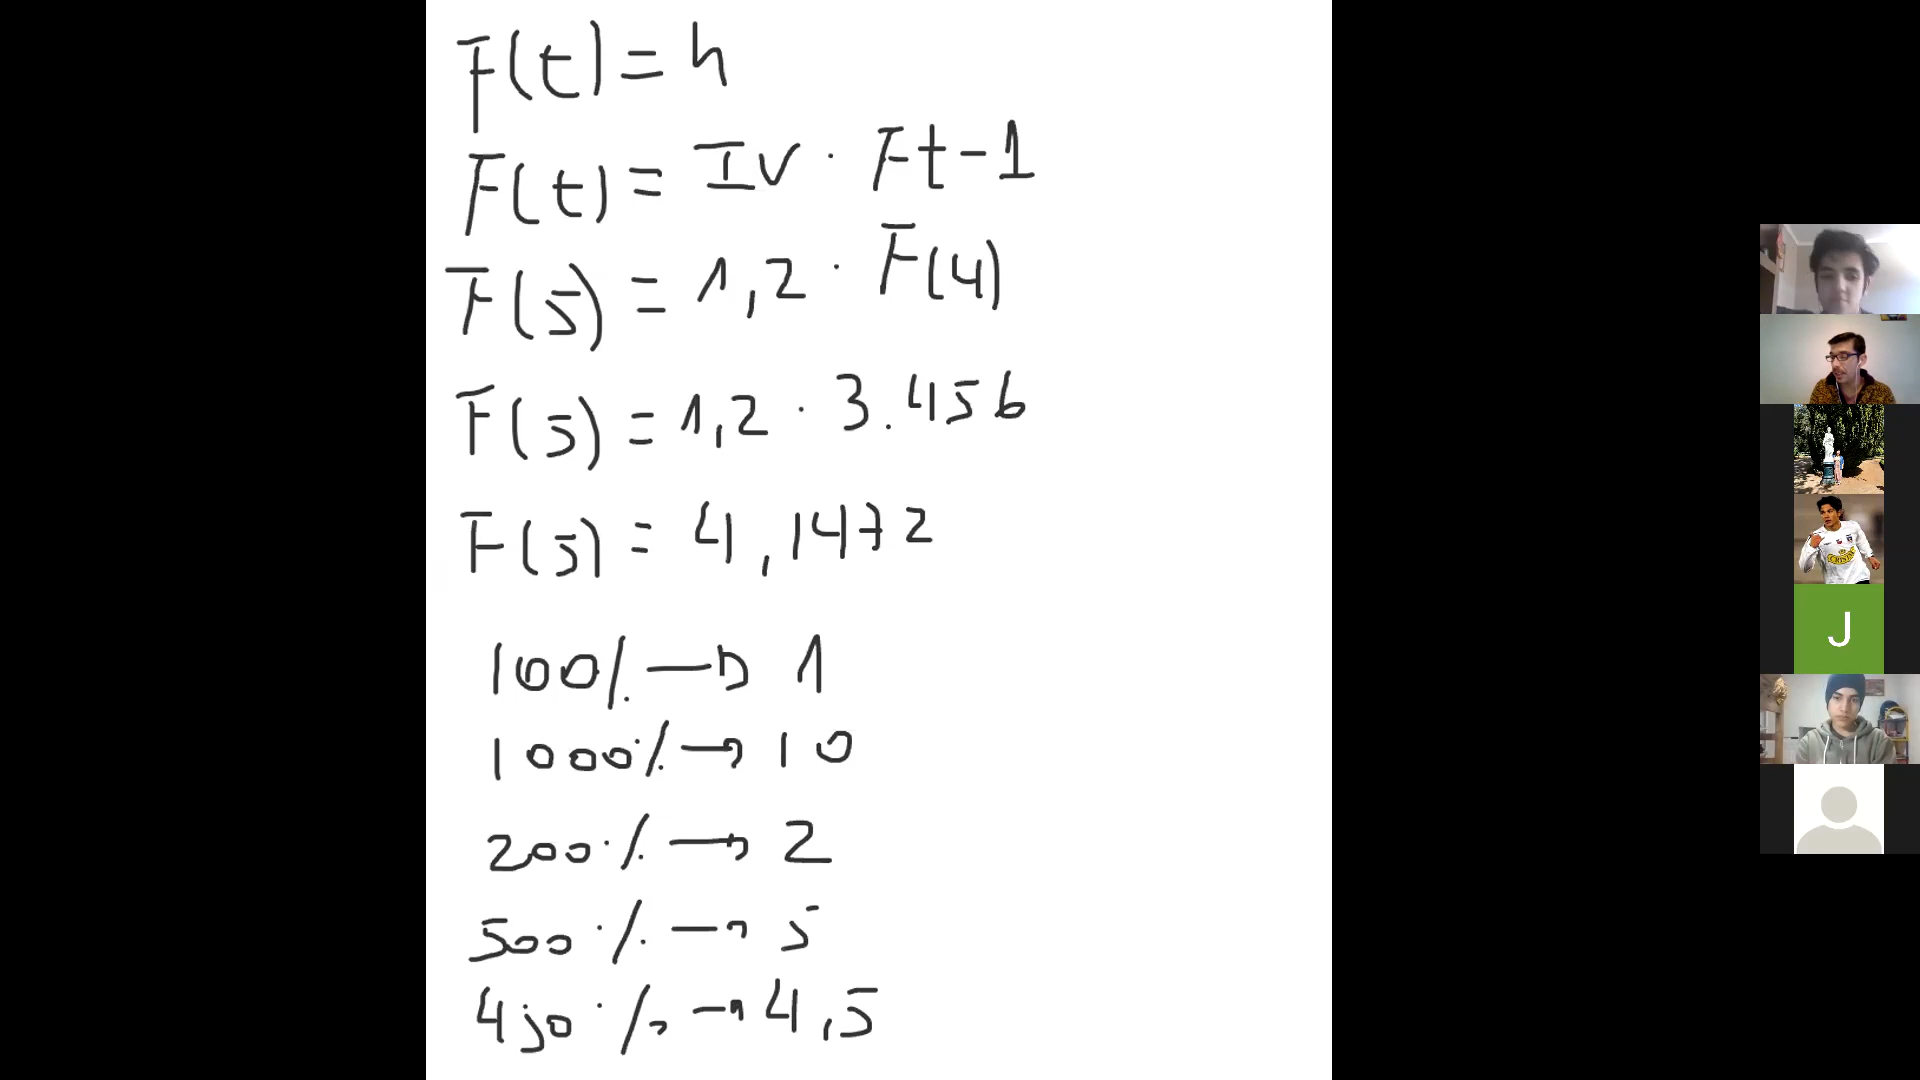 F(t) = h
F(t) = IV · Ft-1
F(5) = 1,2 · F(4)
F(5) = 1,2 · 3.456
F(5) = 4,1472
100% → 1
1000% → 10
200% → 2
500% → 5
450% → 4,5
CRISTAL
J